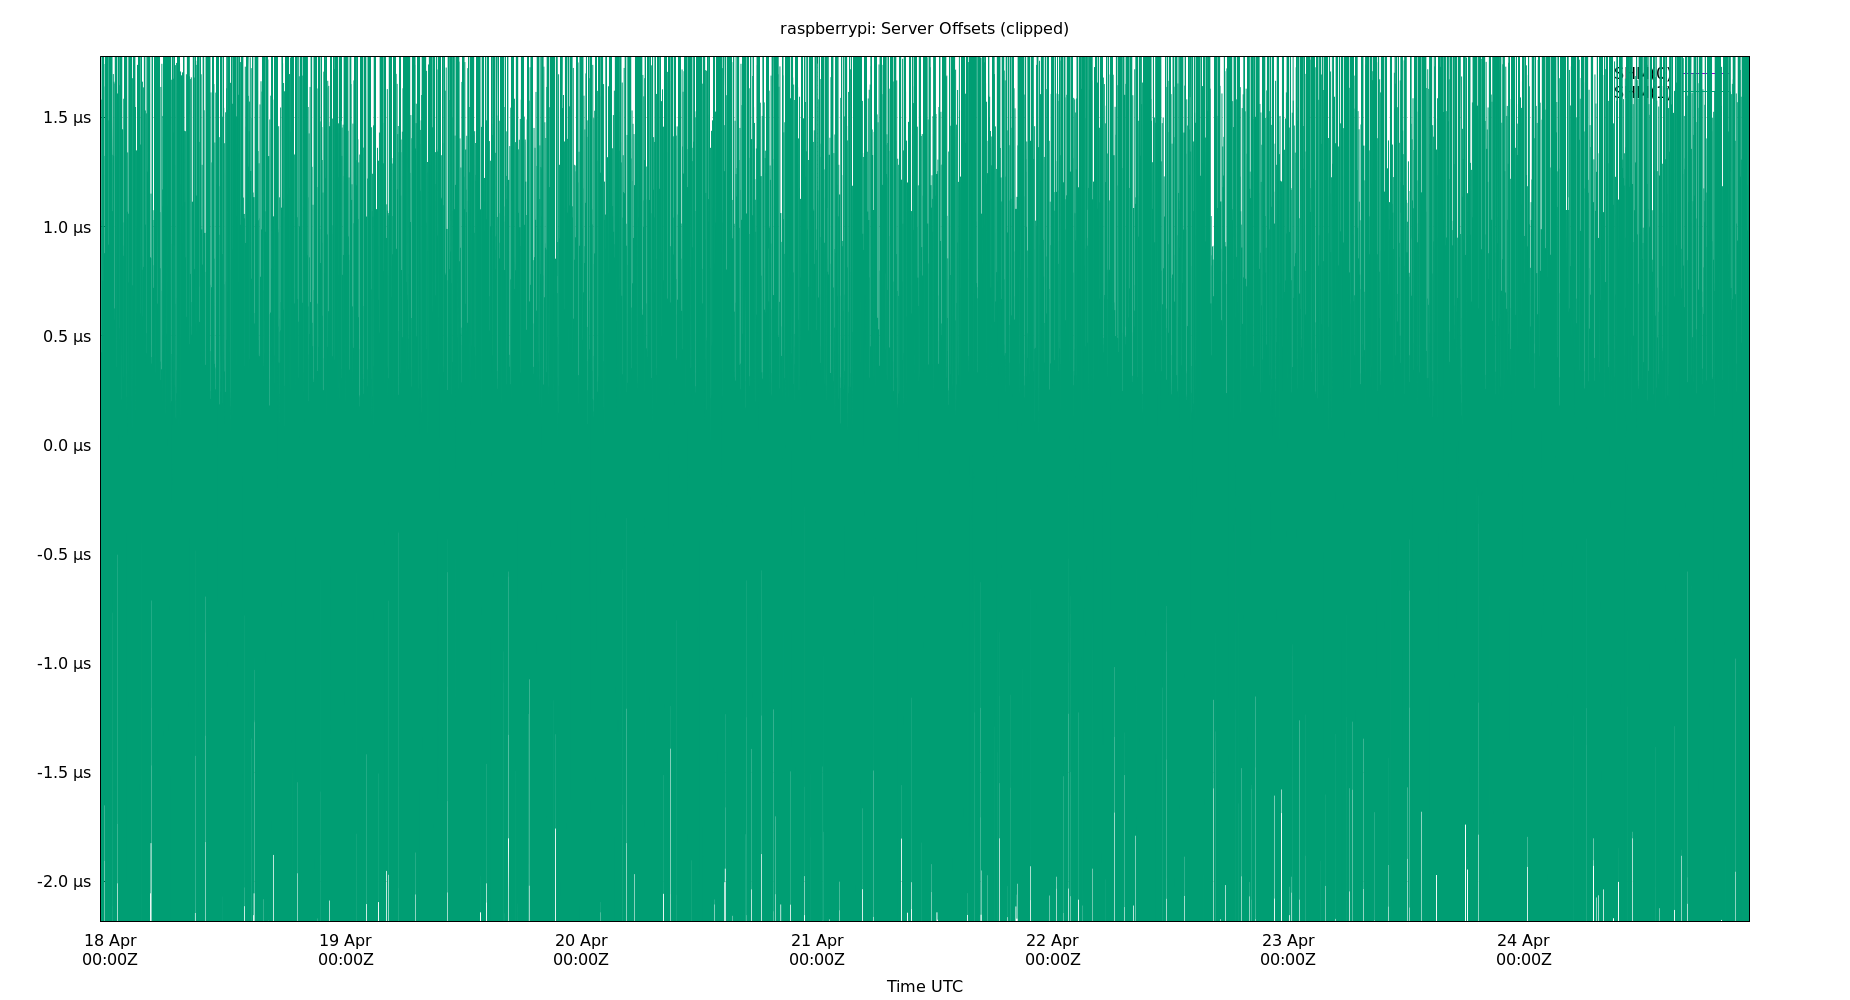 raspberrypi: Server Offsets (clipped)
SHM(0)
1.5 µs
1.0 µs
0.5 µs
0.0 µs
-0.5 µs
-1.0 µs
-1.5 µs
-2.0 µs
18 Apr 19 Apr 20 Apr 21 Apr 22 Apr 23 Apr 24 Apr
00:00Z 00:00Z 00:00Z 00:00Z 00:00Z 00:00Z 00:00Z
Time UTC